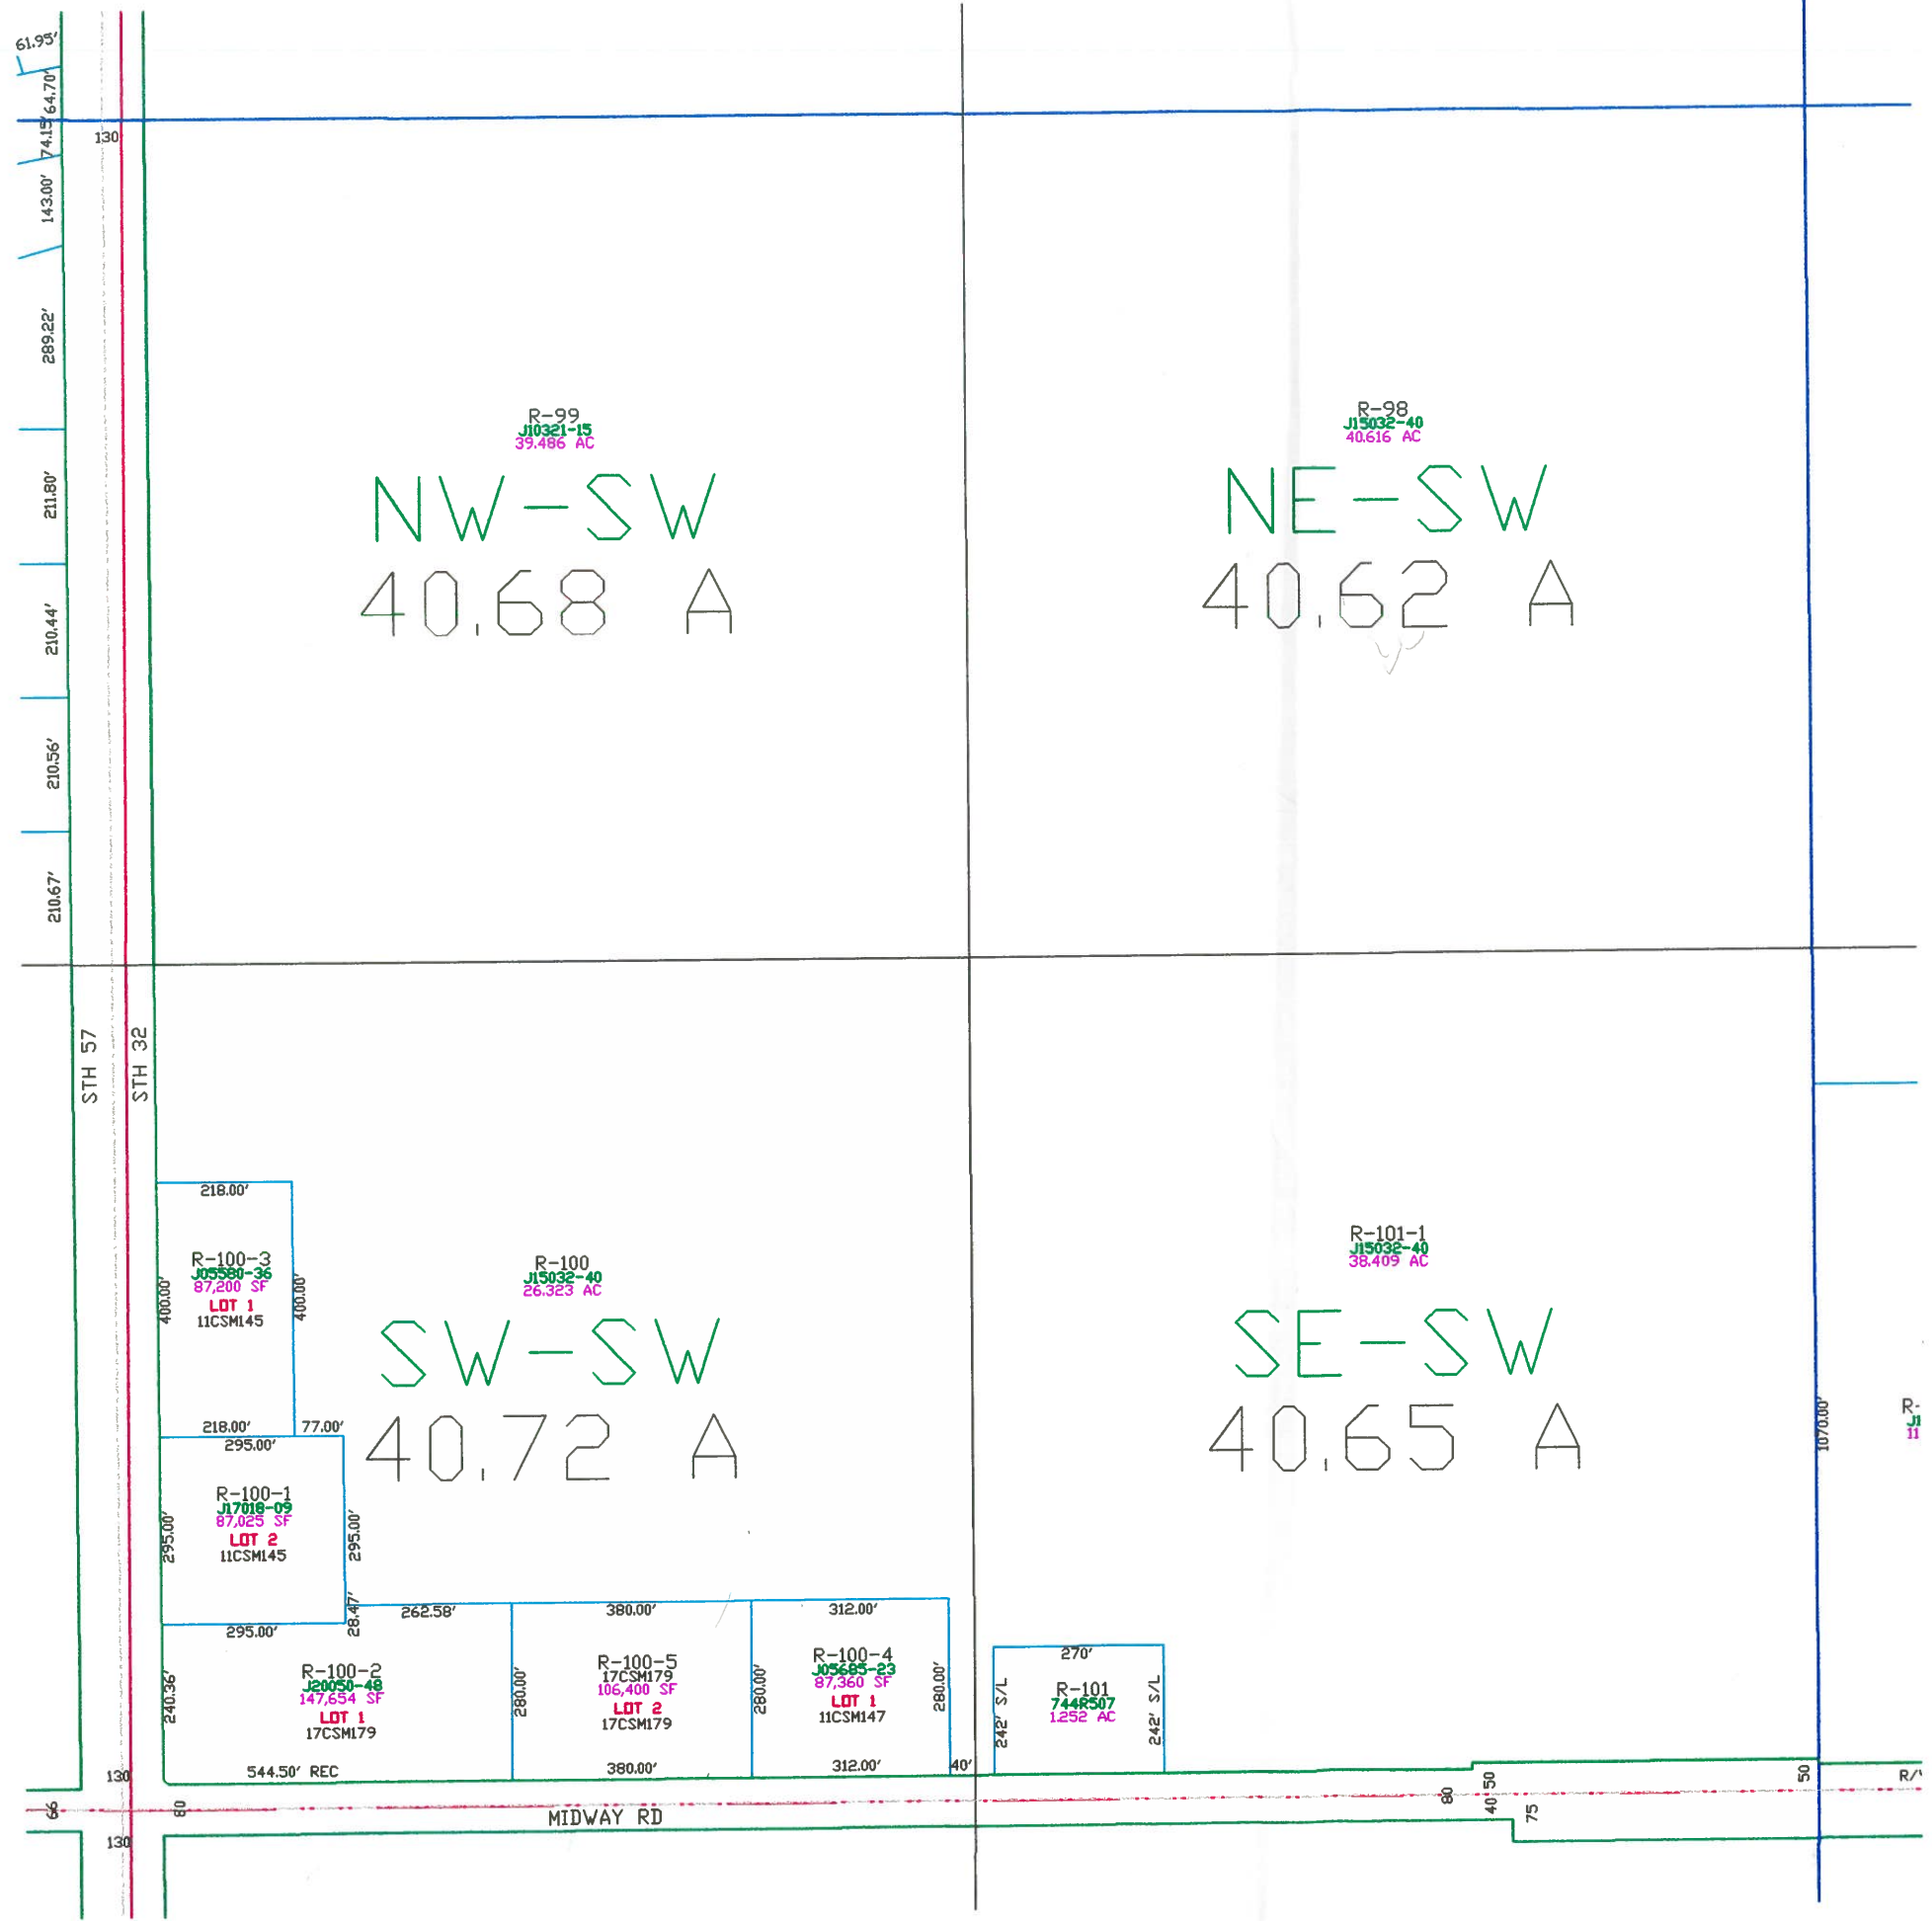 61.95'
64.70'
74.15'
130
143.00'
289.22'
211.80'
210.44'
210.56'
210.67'
R-99
J10321-15
39.486 AC
NW-SW
40.68 A
R-98
J15032-40
40.616 AC
NE-SW
40.62 A
STH 57
STH 32
218.00'
R-100-3
J05580-36
87,200 SF
LOT 1
11CSM145
400.00'
400.00'
218.00'
77.00'
295.00'
R-100-1
J17018-09
87,025 SF
LOT 2
11CSM145
295.00'
295.00'
295.00'
28.47'
R-100
J15032-40
26.323 AC
SW-SW
40.72 A
R-101-1
J15032-40
38.409 AC
SE-SW
40.65 A
1070.00'
R-
J1
11
262.58'
380.00'
312.00'
R-100-2
J20050-48
147,654 SF
LOT 1
17CSM179
240.36'
544.50' REC
280.00'
R-100-5
17CSM179
106,400 SF
LOT 2
17CSM179
380.00'
280.00'
R-100-4
J05685-23
87,360 SF
LOT 1
11CSM147
312.00'
280.00'
40'
270'
242' S/L
R-101
744R507
1.252 AC
242' S/L
130
66
80
130
MIDWAY RD
80
40
50
75
50
R/